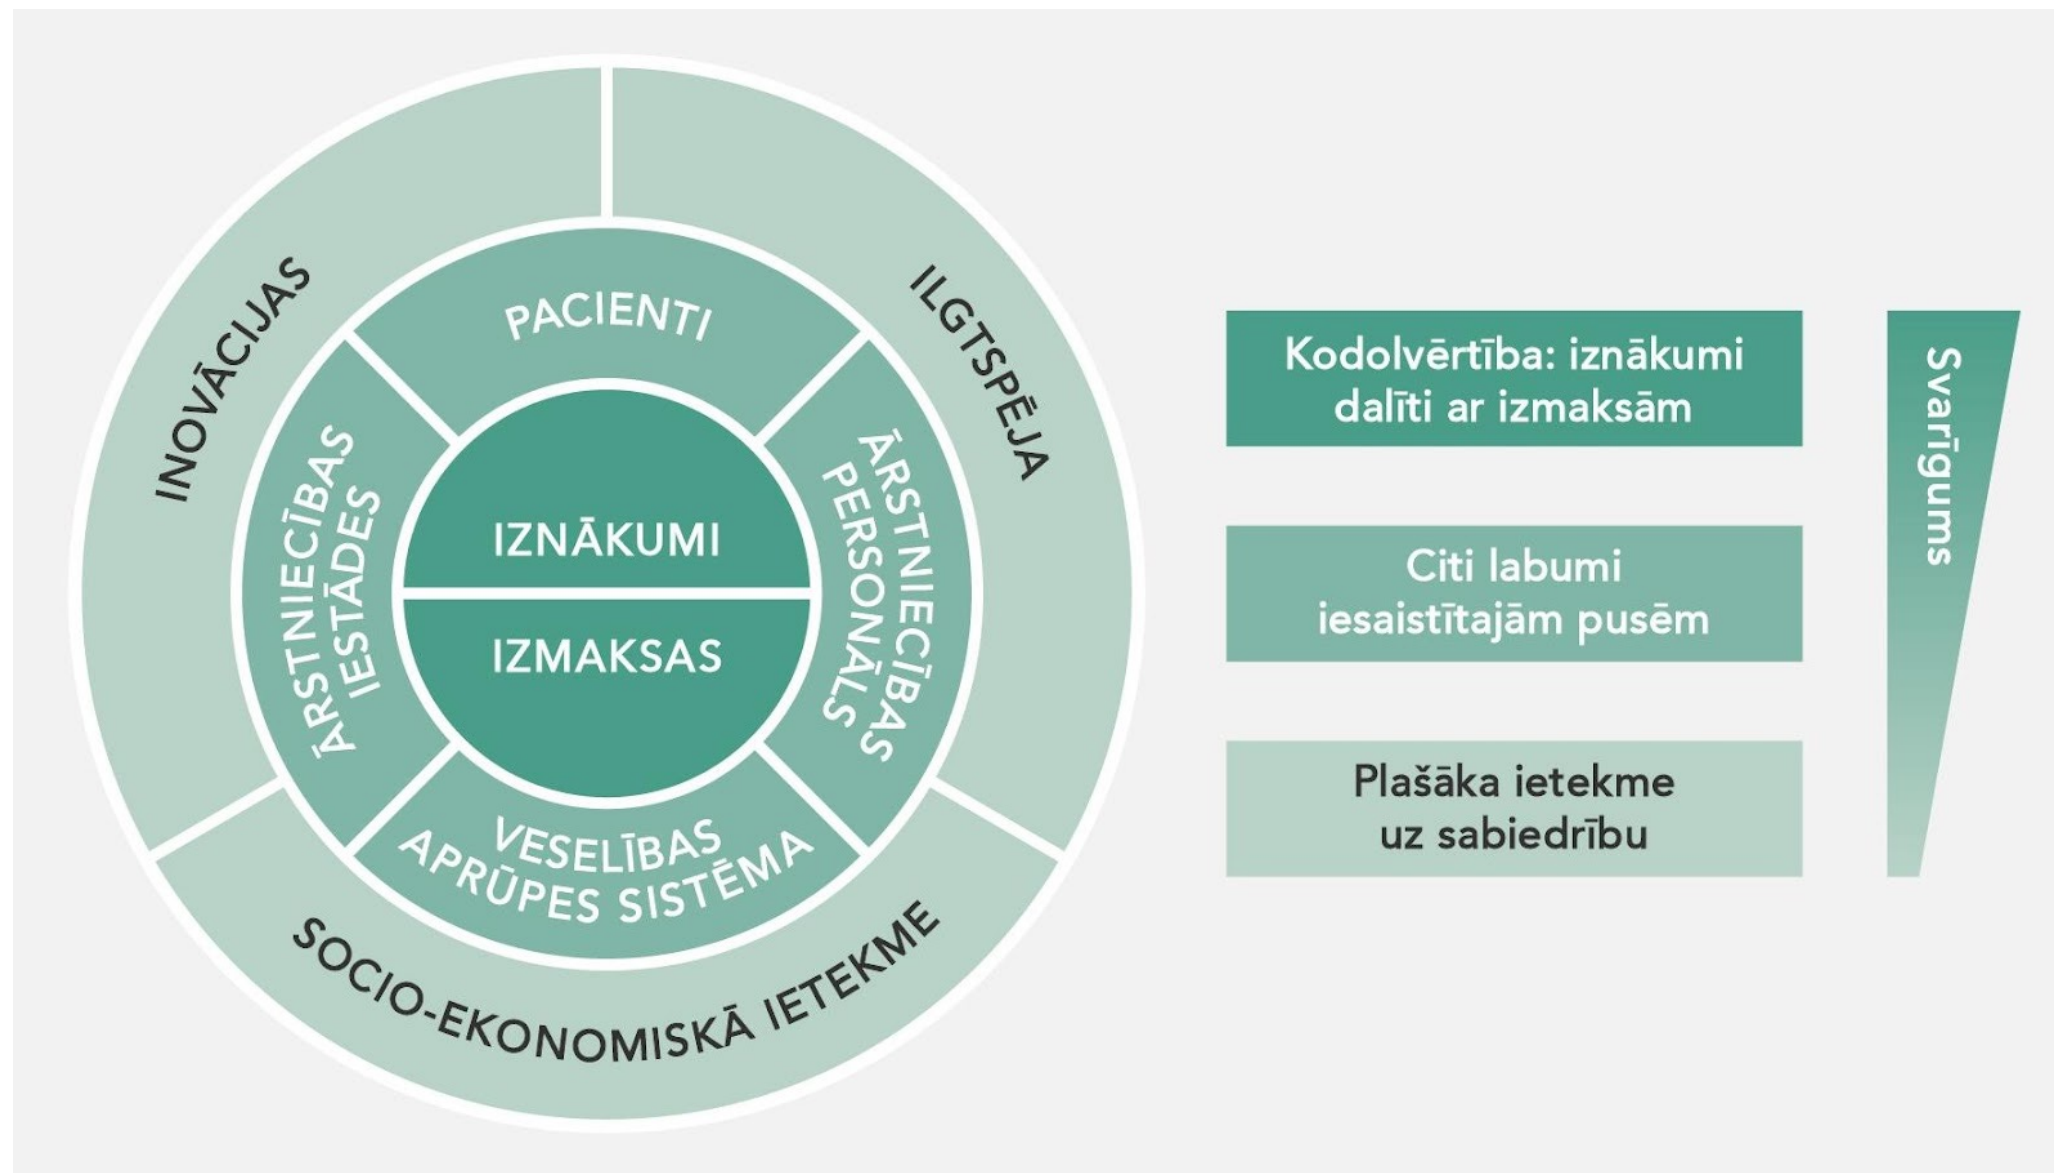 INOVĀCIJAS
ILGTSPĒJA
SOCIO-EKONOMISKĀ IETEKME
PACIENTI
ĀRSTNIECĪBAS
PERSONĀLS
VESELĪBAS
APRŪPES SISTĒMA
ĀRSTNIECĪBAS
IESTĀDES
IZNĀKUMI
IZMAKSAS
Kodolvērtība: iznākumi
dalīti ar izmaksām
Citi labumi
iesaistītajām pusēm
Plašāka ietekme
uz sabiedrību
Svarīgums